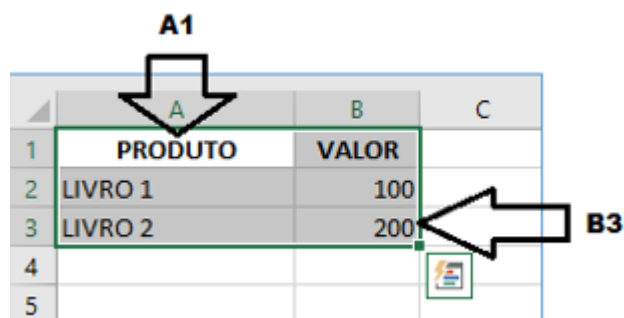 A1
A B C
1 PRODUTO VALOR
2 LIVRO 1 100
3 LIVRO 2 200 B3
4
5